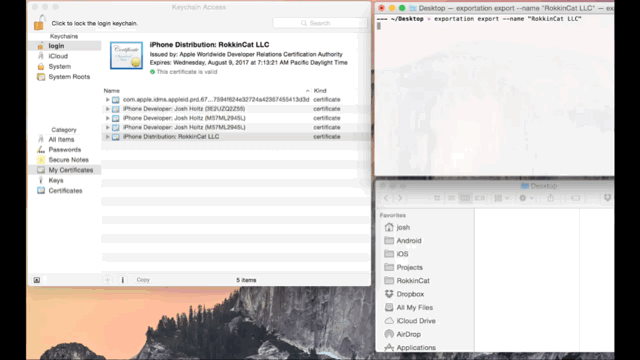 Keychain Access
Click to lock the login keychain.
Search
Keychains
login
iCloud
System
System Roots
iPhone Distribution: RokkinCat LLC
Issued by: Apple Worldwide Developer Relations Certification Authority
Expires: Wednesday, August 9, 2017 at 7:13:21 AM Pacific Daylight Time
This certificate is valid
Name
Kind
com.apple.idms.appleid.prd.67...7594f624e32724a42367455413d3d
certificate
iPhone Developer: Josh Holtz
certificate
iPhone Developer: Josh Holtz (MS7ML2945L)
certificate
iPhone Developer: Josh Holtz (MS7ML2945L)
certificate
iPhone Distribution: RokkinCat LLC
certificate
Category
All Items
Passwords
Secure Notes
My Certificates
Keys
Certificates
Copy
5 items
Desktop — exportation export --name "RokkinCat LLC" — ex
~/Desktop » exportation export --name "RokkinCat LLC"
Desktop
Favorites
josh
Android
iOS
Projects
RokkinCat
Dropbox
All My Files
iCloud Drive
AirDrop
Applications